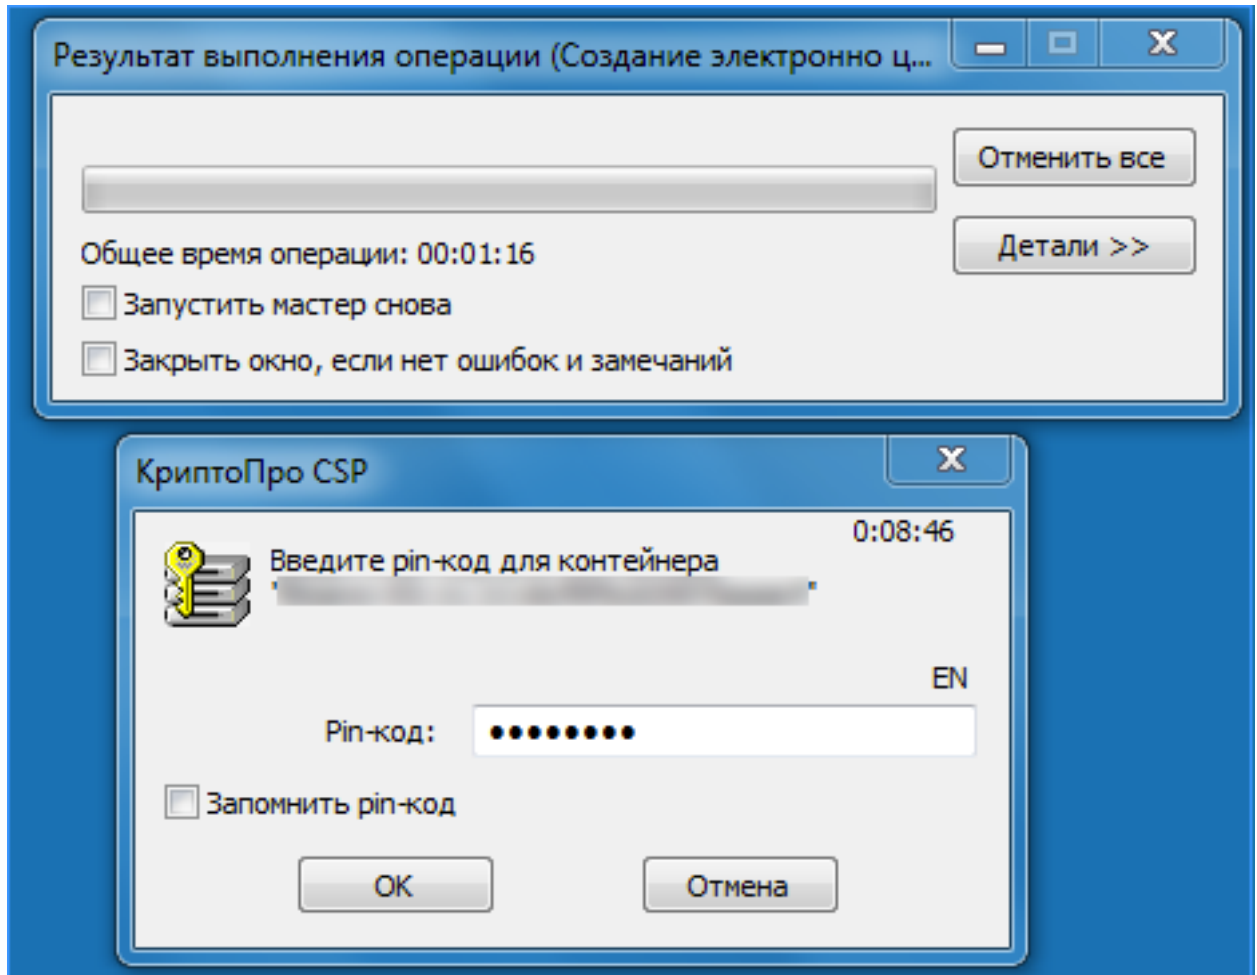 Результат выполнения операции (Создание электронно ц...
Отменить все
Общее время операции: 00:01:16
Детали >>
Запустить мастер снова
Закрыть окно, если нет ошибок и замечаний
КриптоПро CSP
0:08:46
Введите pin-код для контейнера
" "
EN
Pin-код: ••••••••
Запомнить pin-код
ОК Отмена